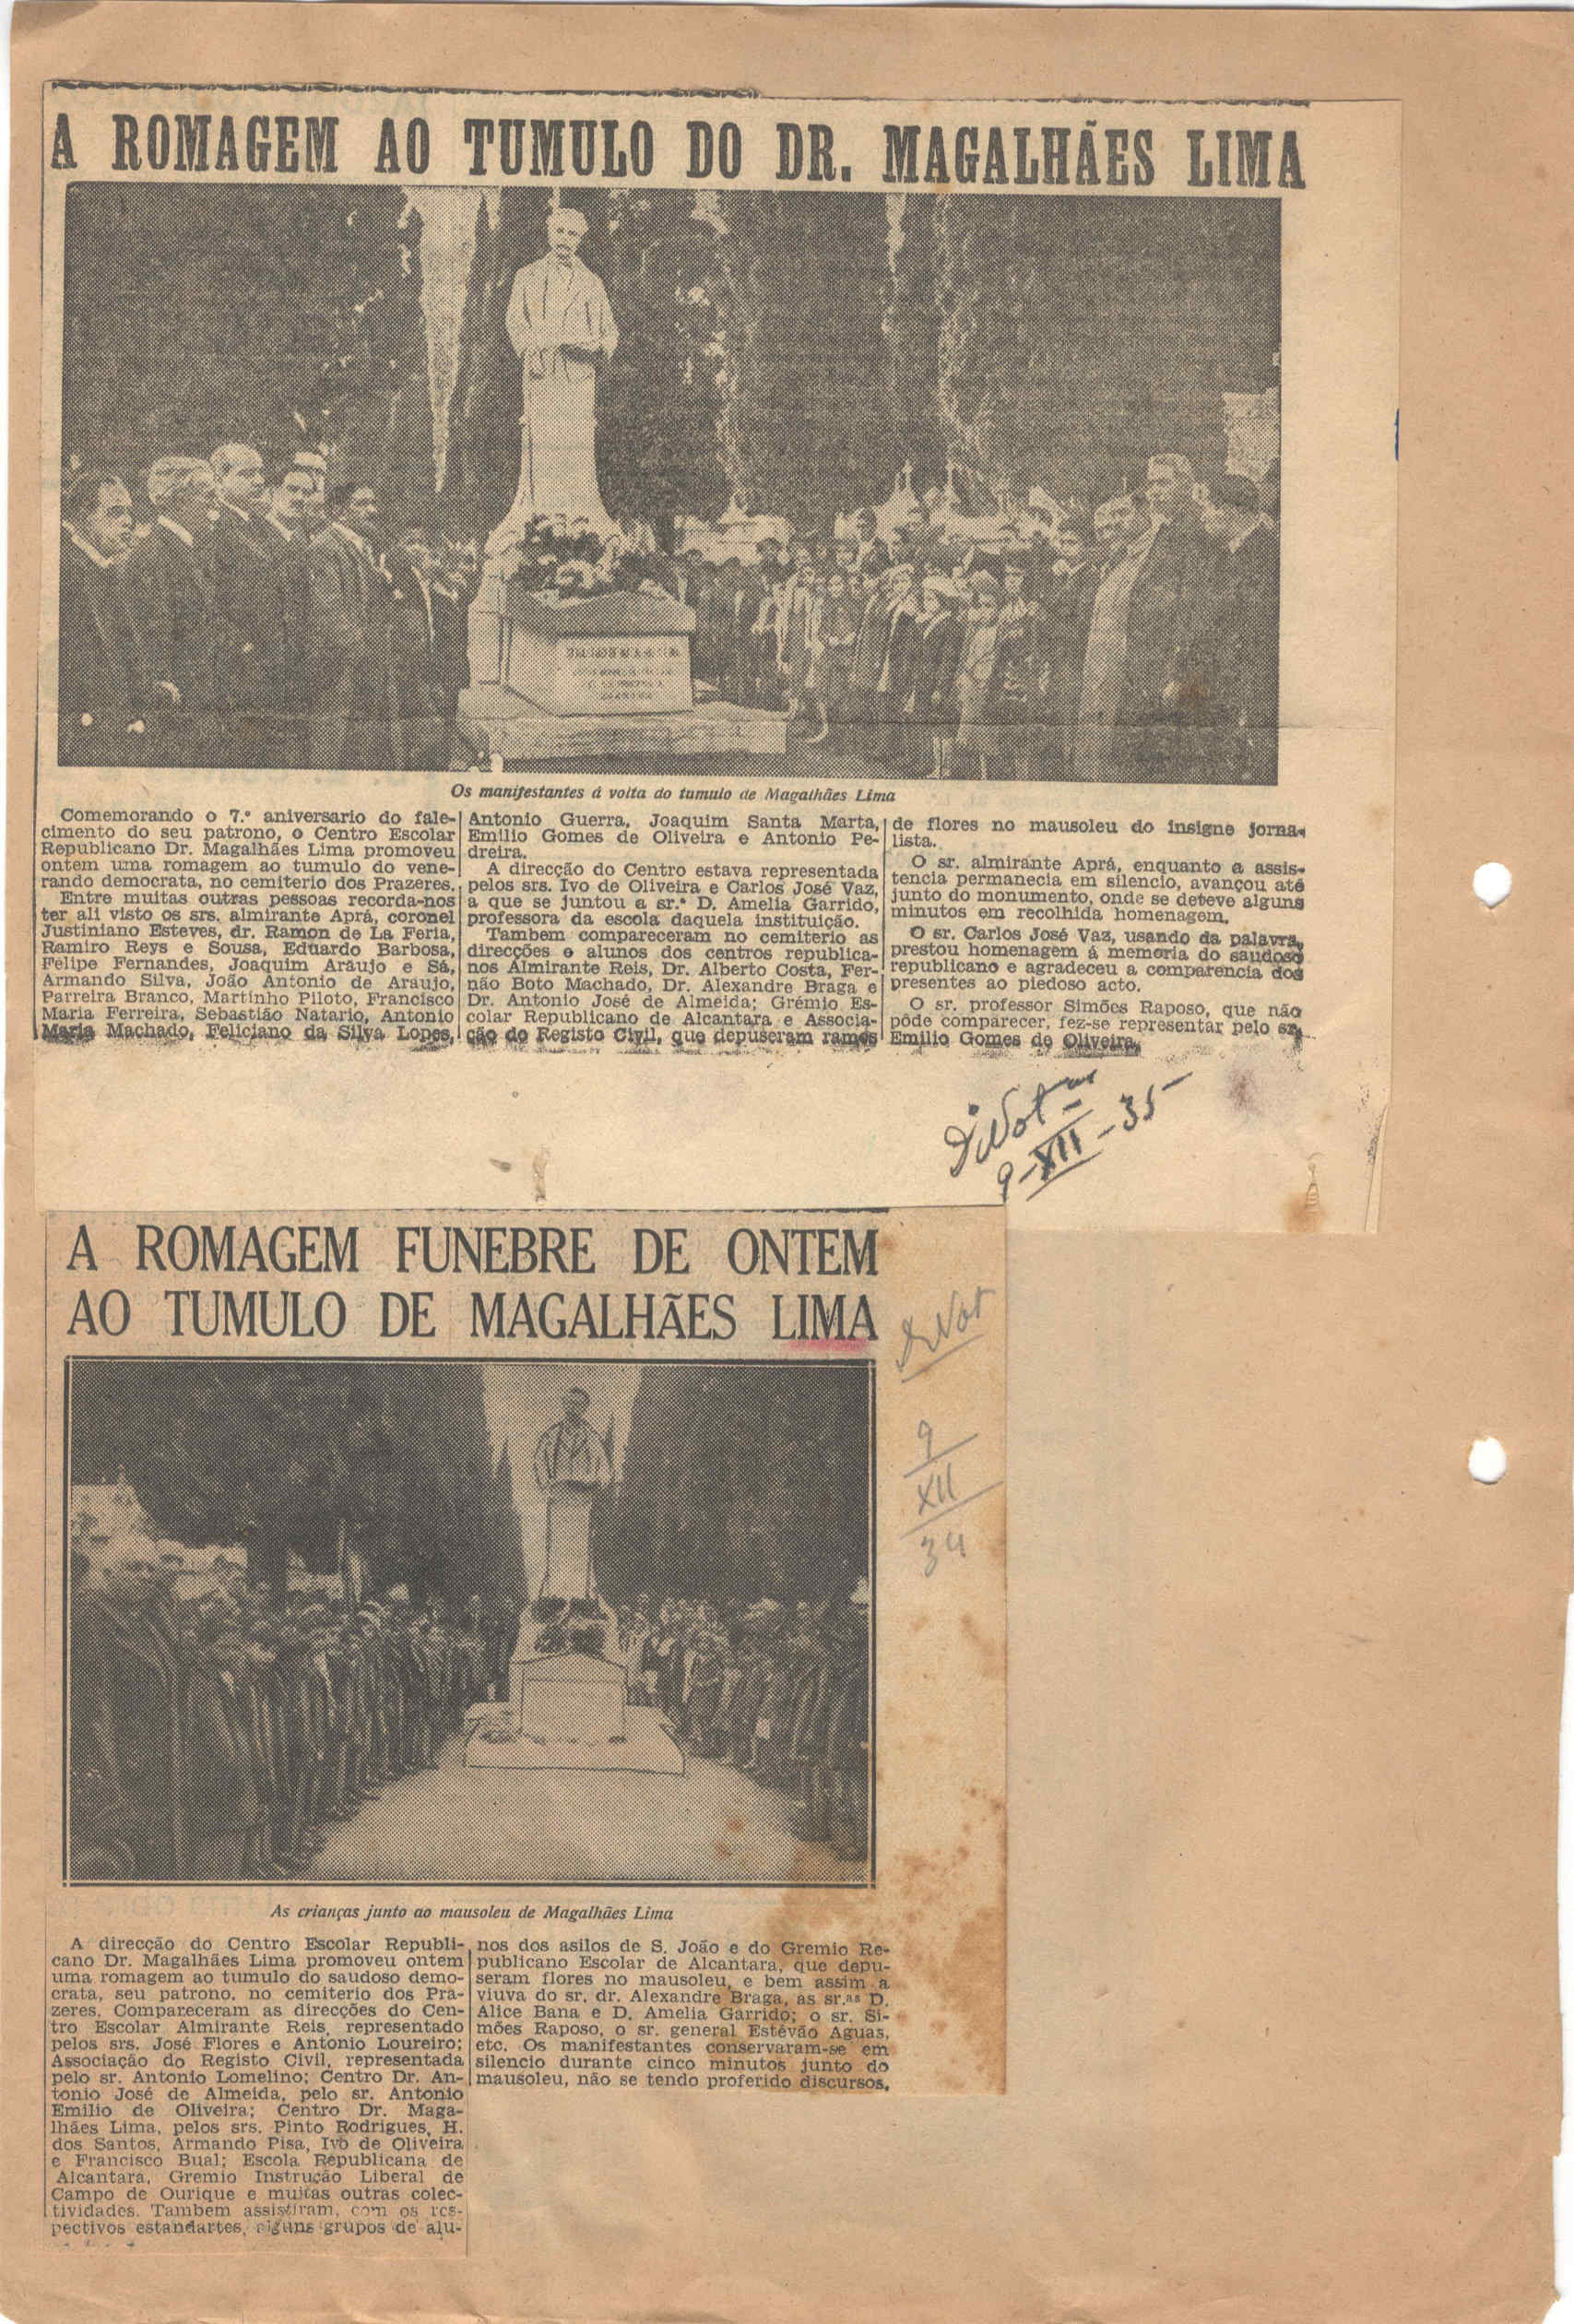 A ROMAGEM AO TUMULO DO DR. MAGALHÃES LIMA
Os manifestantes á volta do tumulo de Magalhães Lima
Comemorando o 7.º aniversario do fale-
cimento do seu patrono, o Centro Escolar
Republicano Dr. Magalhães Lima promoveu
ontem uma romagem ao tumulo do vene-
rando democrata, no cemiterio dos Prazeres.
Entre muitas outras pessoas recorda-nos
ter ali visto os srs. almirante Aprá, coronel
Justiniano Esteves, dr. Ramon de La Feria,
Ramiro Reys e Sousa, Eduardo Barbosa,
Felipe Fernandes, Joaquim Araujo e Sá,
Armando Silva, João Antonio de Araujo,
Parreira Branco, Martinho Piloto, Francisco
Maria Ferreira, Sebastião Natario, Antonio
Maria Machado, Feliciano da Silva Lopes,
Antonio Guerra, Joaquim Santa Marta,
Emilio Gomes de Oliveira e Antonio Pe-
dreira.
A direcção do Centro estava representada
pelos srs. Ivo de Oliveira e Carlos José Vaz,
a que se juntou a sr.ª D. Amelia Garrido,
professora da escola daquela instituição.
Tambem compareceram no cemiterio as
direcções e alunos dos centros republica-
nos Almirante Reis, Dr. Alberto Costa, Fer-
não Boto Machado, Dr. Alexandre Braga e
Dr. Antonio José de Almeida; Grémio Es-
colar Republicano de Alcantara e Associa-
ção do Registo Civil, que depuseram ramos
de flores no mausoleu do insigne jorna-
lista.
O sr. almirante Aprá, enquanto a assis-
tencia permanecia em silencio, avançou até
junto do monumento, onde se deteve alguns
minutos em recolhida homenagem.
O sr. Carlos José Vaz, usando da palavra,
prestou homenagem á memoria do saudoso
republicano e agradeceu a comparencia dos
presentes ao piedoso acto.
O sr. professor Simões Raposo, que não
pôde comparecer, fez-se representar pelo sr.
Emilio Gomes de Oliveira.
9-XII-35
A ROMAGEM FUNEBRE DE ONTEM
AO TUMULO DE MAGALHÃES LIMA
9
XII
34
As crianças junto ao mausoleu de Magalhães Lima
A direcção do Centro Escolar Republi-
cano Dr. Magalhães Lima promoveu ontem
uma romagem ao tumulo do saudoso demo-
crata, seu patrono, no cemiterio dos Pra-
zeres. Compareceram as direcções do Cen-
tro Escolar Almirante Reis, representado
pelos srs. José Flores e Antonio Loureiro;
Associação do Registo Civil, representada
pelo sr. Antonio Lomelino; Centro Dr. An-
tonio José de Almeida, pelo sr. Antonio
Emilio de Oliveira; Centro Dr. Maga-
lhães Lima, pelos srs. Pinto Rodrigues, H.
dos Santos, Armando Pisa, Ivo de Oliveira
e Francisco Bual; Escola Republicana de
Alcantara, Gremio Instrução Liberal de
Campo de Ourique e muitas outras colec-
tividades. Tambem assistiram, com os res-
pectivos estandartes, alguns grupos de alu-
nos dos asilos de S. João e do Gremio Re-
publicano Escolar de Alcantara, que depu-
seram flores no mausoleu, e bem assim a
viuva do sr. dr. Alexandre Braga, as sr.as D.
Alice Bana e D. Amelia Garrido; o sr. Si-
mões Raposo, o sr. general Estêvão Aguas,
etc. Os manifestantes conservaram-se em
silencio durante cinco minutos junto do
mausoleu, não se tendo proferido discursos.